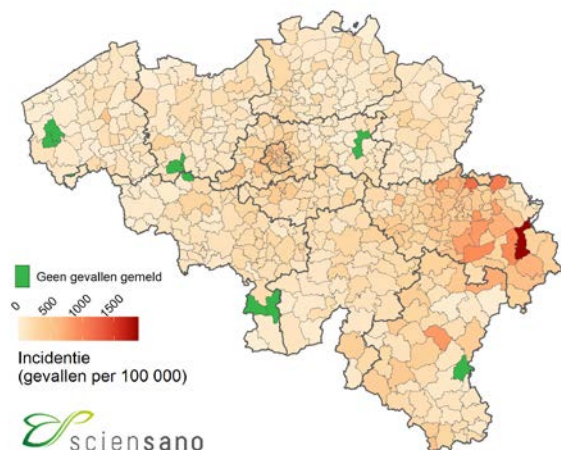 Geen gevallen gemeld
0 500 1000 1500
Incidentie
(gevallen per 100 000)
sciensano